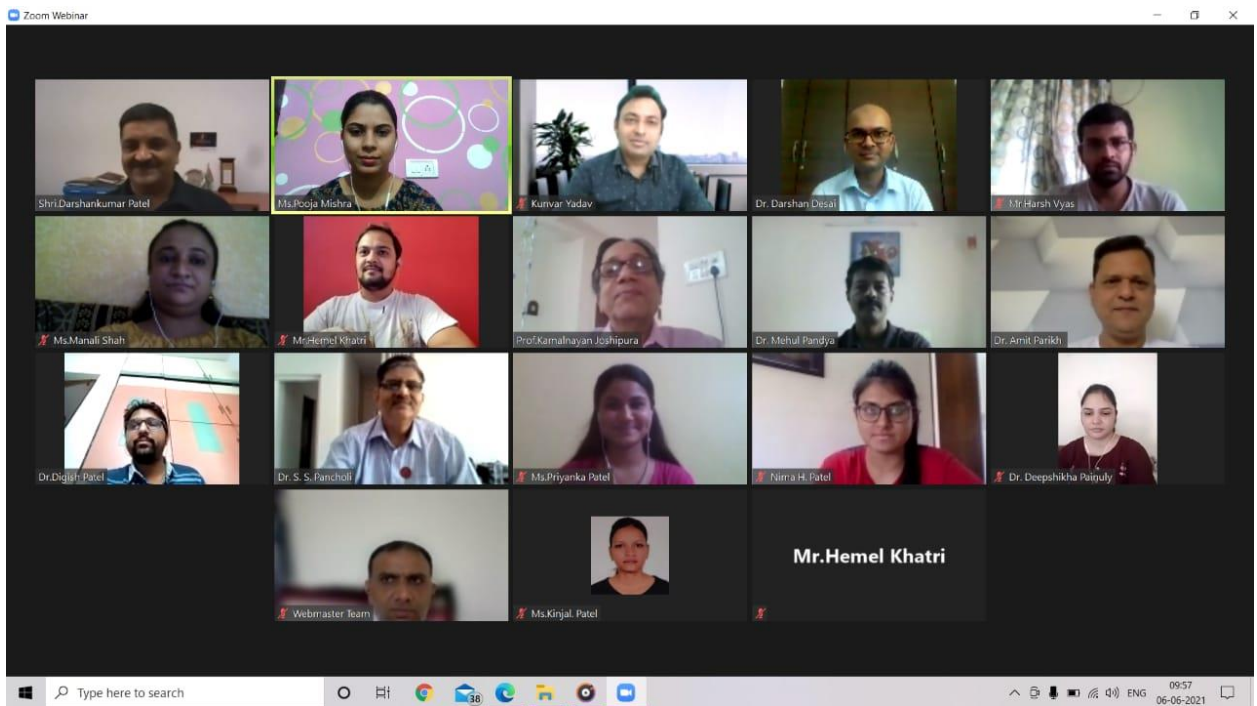 Zoom Webinar
Shri.Darshankumar Patel
Ms.Pooja Mishra
Kunvar Yadav
Dr. Darshan Desai
Mr Harsh Vyas
Ms.Manali Shah
Mr.Hemel Khatri
Prof.Kamalnayan Joshipura
Dr. Mehul Pandya
Dr. Amit Parikh
Dr.Digish Patel
Dr. S. S. Pancholi
Ms.Priyanka Patel
Nima H. Patel
Dr. Deepshikha Painuly
Webmaster Team
Ms.Kinjal. Patel
Mr.Hemel Khatri
Type here to search
38
ENG
09:57
06-06-2021